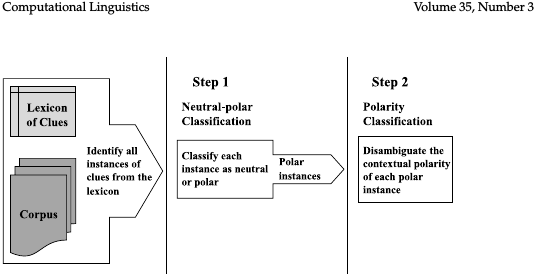 Computational Linguistics
Volume 35, Number 3
Lexicon
of Clues
Corpus
Identify all
instances of
clues from the
lexicon
Step 1
Neutral-polar
Classification
Classify each
instance as neutral
or polar
Polar
instances
Step 2
Polarity
Classification
Disambiguate the
contextual polarity
of each polar
instance